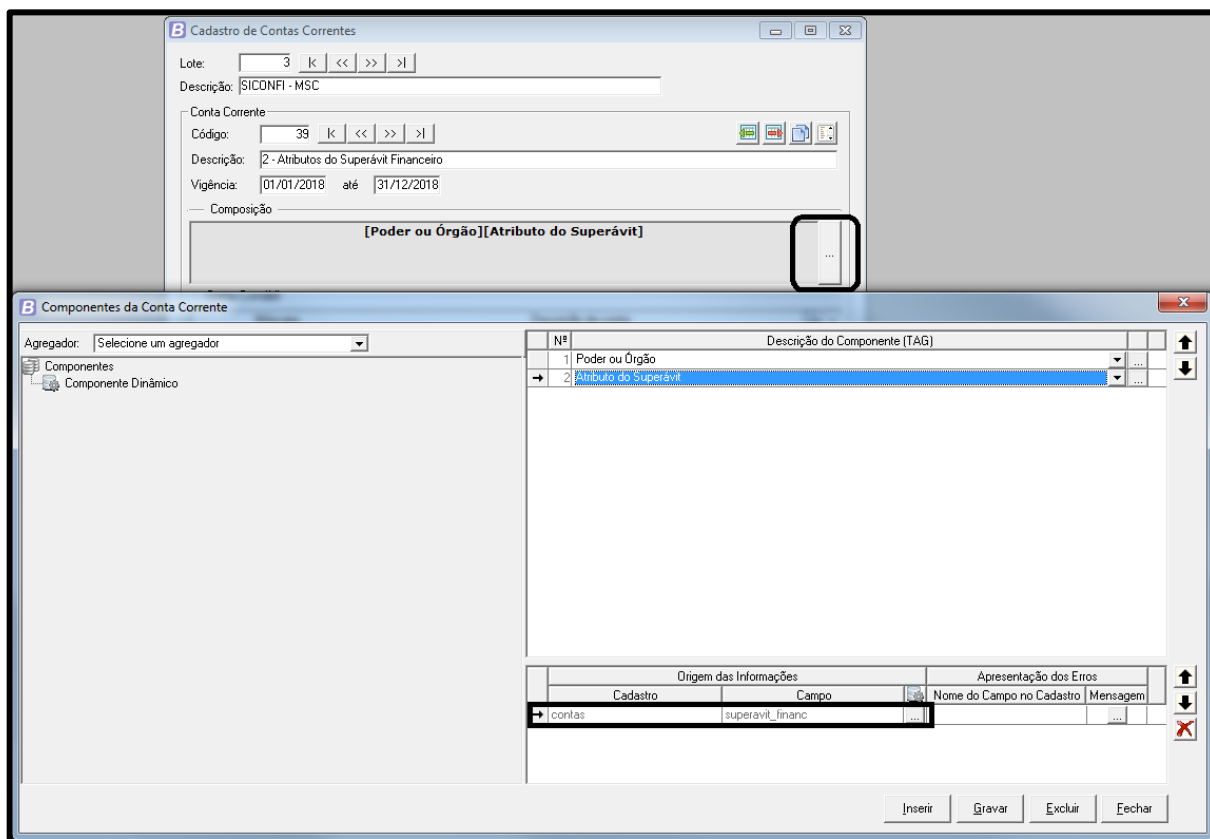 Cadastro de Contas Correntes
Lote: 3 |< << >> >|
Descrição: SICONFI - MSC
Conta Corrente
Código: 39 |< << >> >|
Descrição: 2 - Atributos do Superávit Financeiro
Vigência: 01/01/2018 até 31/12/2018
Composição
[Poder ou Órgão][Atributo do Superávit]
...
Componentes da Conta Corrente
Agregador: Selecione um agregador
Componentes
Componente Dinâmico
Nº Descrição do Componente (TAG)
1 Poder ou Órgão ...
2 Atributo do Superávit ...
Origem das Informações Apresentação dos Erros
Cadastro Campo Nome do Campo no Cadastro Mensagem
contas superavit_financ ... ...
Inserir Gravar Excluir Fechar